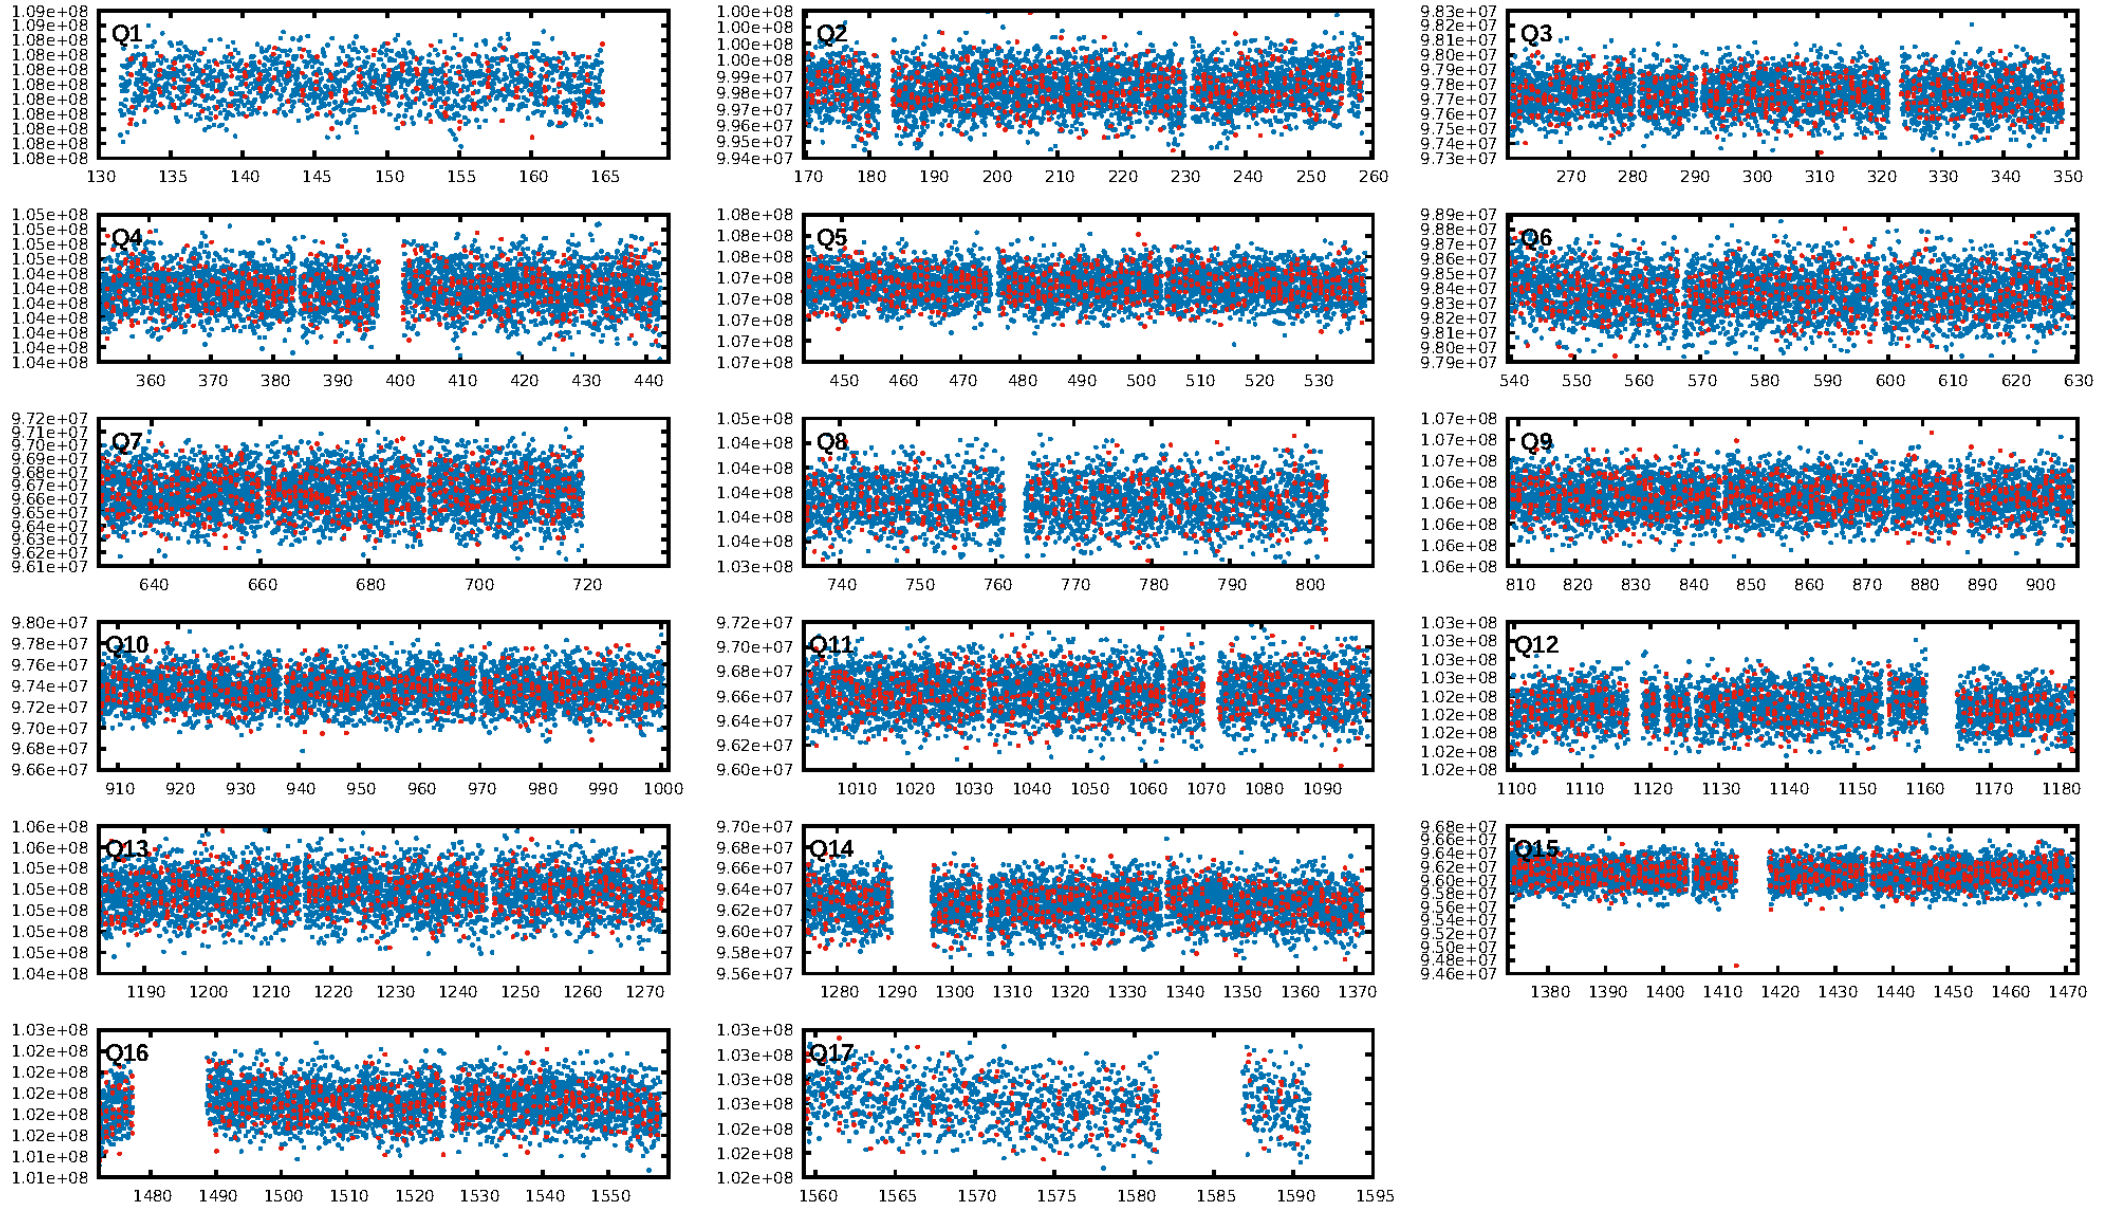 Q1
1.09e+08
1.09e+08
1.08e+08
1.08e+08
1.08e+08
1.08e+08
1.08e+08
1.08e+08
1.08e+08
1.08e+08
1.08e+08
130 135 140 145 150 155 160 165
Q2
1.00e+08
1.00e+08
1.00e+08
1.00e+08
9.99e+07
9.98e+07
9.97e+07
9.96e+07
9.95e+07
9.94e+07
170 180 190 200 210 220 230 240 250 260
Q3
9.83e+07
9.82e+07
9.81e+07
9.80e+07
9.79e+07
9.78e+07
9.77e+07
9.76e+07
9.75e+07
9.74e+07
9.73e+07
270 280 290 300 310 320 330 340 350
Q4
1.05e+08
1.05e+08
1.05e+08
1.05e+08
1.04e+08
1.04e+08
1.04e+08
1.04e+08
1.04e+08
1.04e+08
1.04e+08
360 370 380 390 400 410 420 430 440
Q5
1.08e+08
1.08e+08
1.08e+08
1.07e+08
1.07e+08
1.07e+08
1.07e+08
1.07e+08
450 460 470 480 490 500 510 520 530
Q6
9.89e+07
9.88e+07
9.87e+07
9.86e+07
9.85e+07
9.84e+07
9.83e+07
9.82e+07
9.81e+07
9.80e+07
9.79e+07
540 550 560 570 580 590 600 610 620 630
Q7
9.72e+07
9.71e+07
9.70e+07
9.69e+07
9.68e+07
9.67e+07
9.66e+07
9.65e+07
9.64e+07
9.63e+07
9.62e+07
9.61e+07
640 660 680 700 720
Q8
1.05e+08
1.04e+08
1.04e+08
1.04e+08
1.04e+08
1.04e+08
1.03e+08
740 750 760 770 780 790 800
Q9
1.07e+08
1.07e+08
1.07e+08
1.06e+08
1.06e+08
1.06e+08
1.06e+08
1.06e+08
810 820 830 840 850 860 870 880 890 900
Q10
9.80e+07
9.78e+07
9.76e+07
9.74e+07
9.72e+07
9.70e+07
9.68e+07
9.66e+07
910 920 930 940 950 960 970 980 990 1000
Q11
9.72e+07
9.70e+07
9.68e+07
9.66e+07
9.64e+07
9.62e+07
9.60e+07
1010 1020 1030 1040 1050 1060 1070 1080 1090
Q12
1.03e+08
1.03e+08
1.03e+08
1.03e+08
1.02e+08
1.02e+08
1.02e+08
1.02e+08
1.02e+08
1100 1110 1120 1130 1140 1150 1160 1170 1180
Q13
1.06e+08
1.06e+08
1.05e+08
1.05e+08
1.05e+08
1.05e+08
1.05e+08
1.04e+08
1190 1200 1210 1220 1230 1240 1250 1260 1270
Q14
9.70e+07
9.68e+07
9.66e+07
9.64e+07
9.62e+07
9.60e+07
9.58e+07
9.56e+07
1280 1290 1300 1310 1320 1330 1340 1350 1360 1370
Q15
9.68e+07
9.66e+07
9.64e+07
9.62e+07
9.60e+07
9.58e+07
9.56e+07
9.54e+07
9.52e+07
9.50e+07
9.48e+07
9.46e+07
1380 1390 1400 1410 1420 1430 1440 1450 1460 1470
Q16
1.03e+08
1.02e+08
1.02e+08
1.02e+08
1.02e+08
1.02e+08
1.01e+08
1.01e+08
1480 1490 1500 1510 1520 1530 1540 1550
Q17
1.03e+08
1.03e+08
1.03e+08
1.03e+08
1.02e+08
1.02e+08
1.02e+08
1560 1565 1570 1575 1580 1585 1590 1595